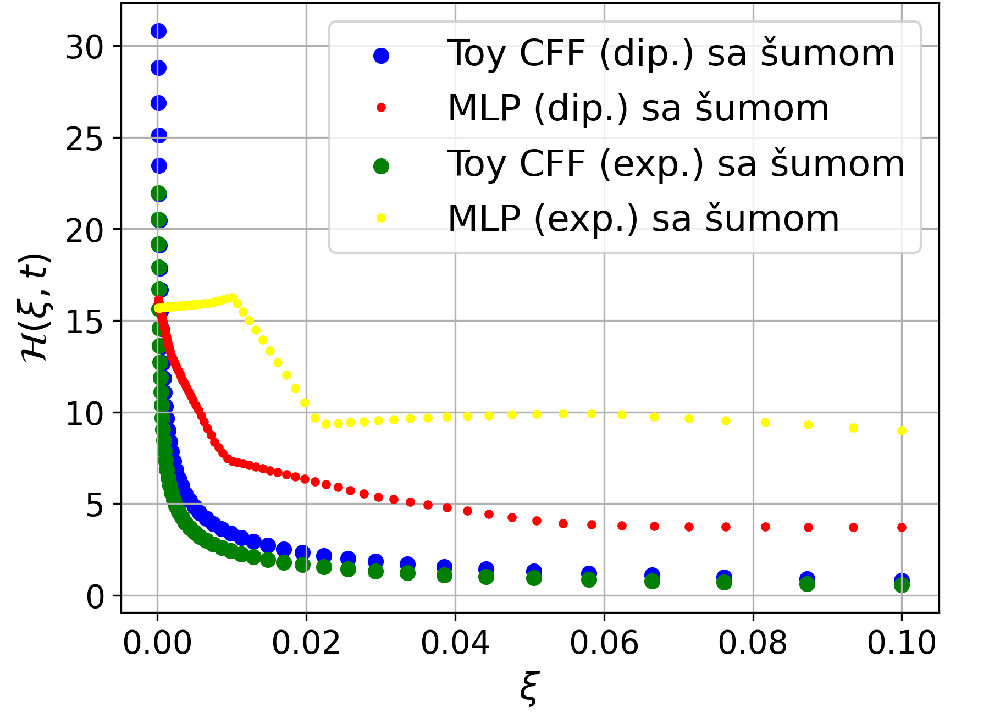 30
25
20
15
10
5
0
ℋ(ξ, t)
Toy CFF (dip.) sa šumom
MLP (dip.) sa šumom
Toy CFF (exp.) sa šumom
MLP (exp.) sa šumom
0.00 0.02 0.04 0.06 0.08 0.10
ξ